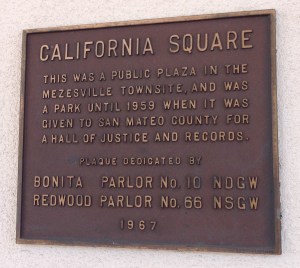 CALIFORNIA SQUARE
THIS WAS A PUBLIC PLAZA IN THE
MEZESVILLE TOWNSITE, AND WAS
A PARK UNTIL 1959 WHEN IT WAS
GIVEN TO SAN MATEO COUNTY FOR
A HALL OF JUSTICE AND RECORDS.
PLAQUE DEDICATED BY
BONITA PARLOR No. 10 NDGW
REDWOOD PARLOR No. 66 NSGW
1967